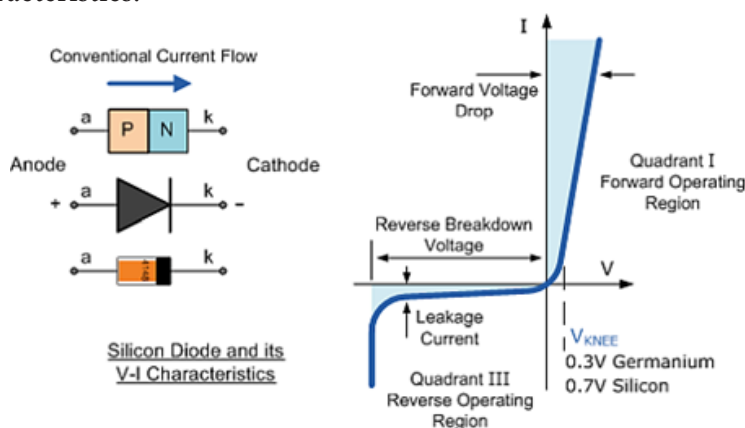 Conventional Current Flow
a
P
N
k
Anode
Cathode
+
a
k
−
a
4148
k
Silicon Diode and its
V-I Characteristics
I
Forward Voltage
Drop
Quadrant I
Forward Operating
Region
Reverse Breakdown
Voltage
V
Leakage
Current
VKNEE
0.3V Germanium
0.7V Silicon
Quadrant III
Reverse Operating
Region